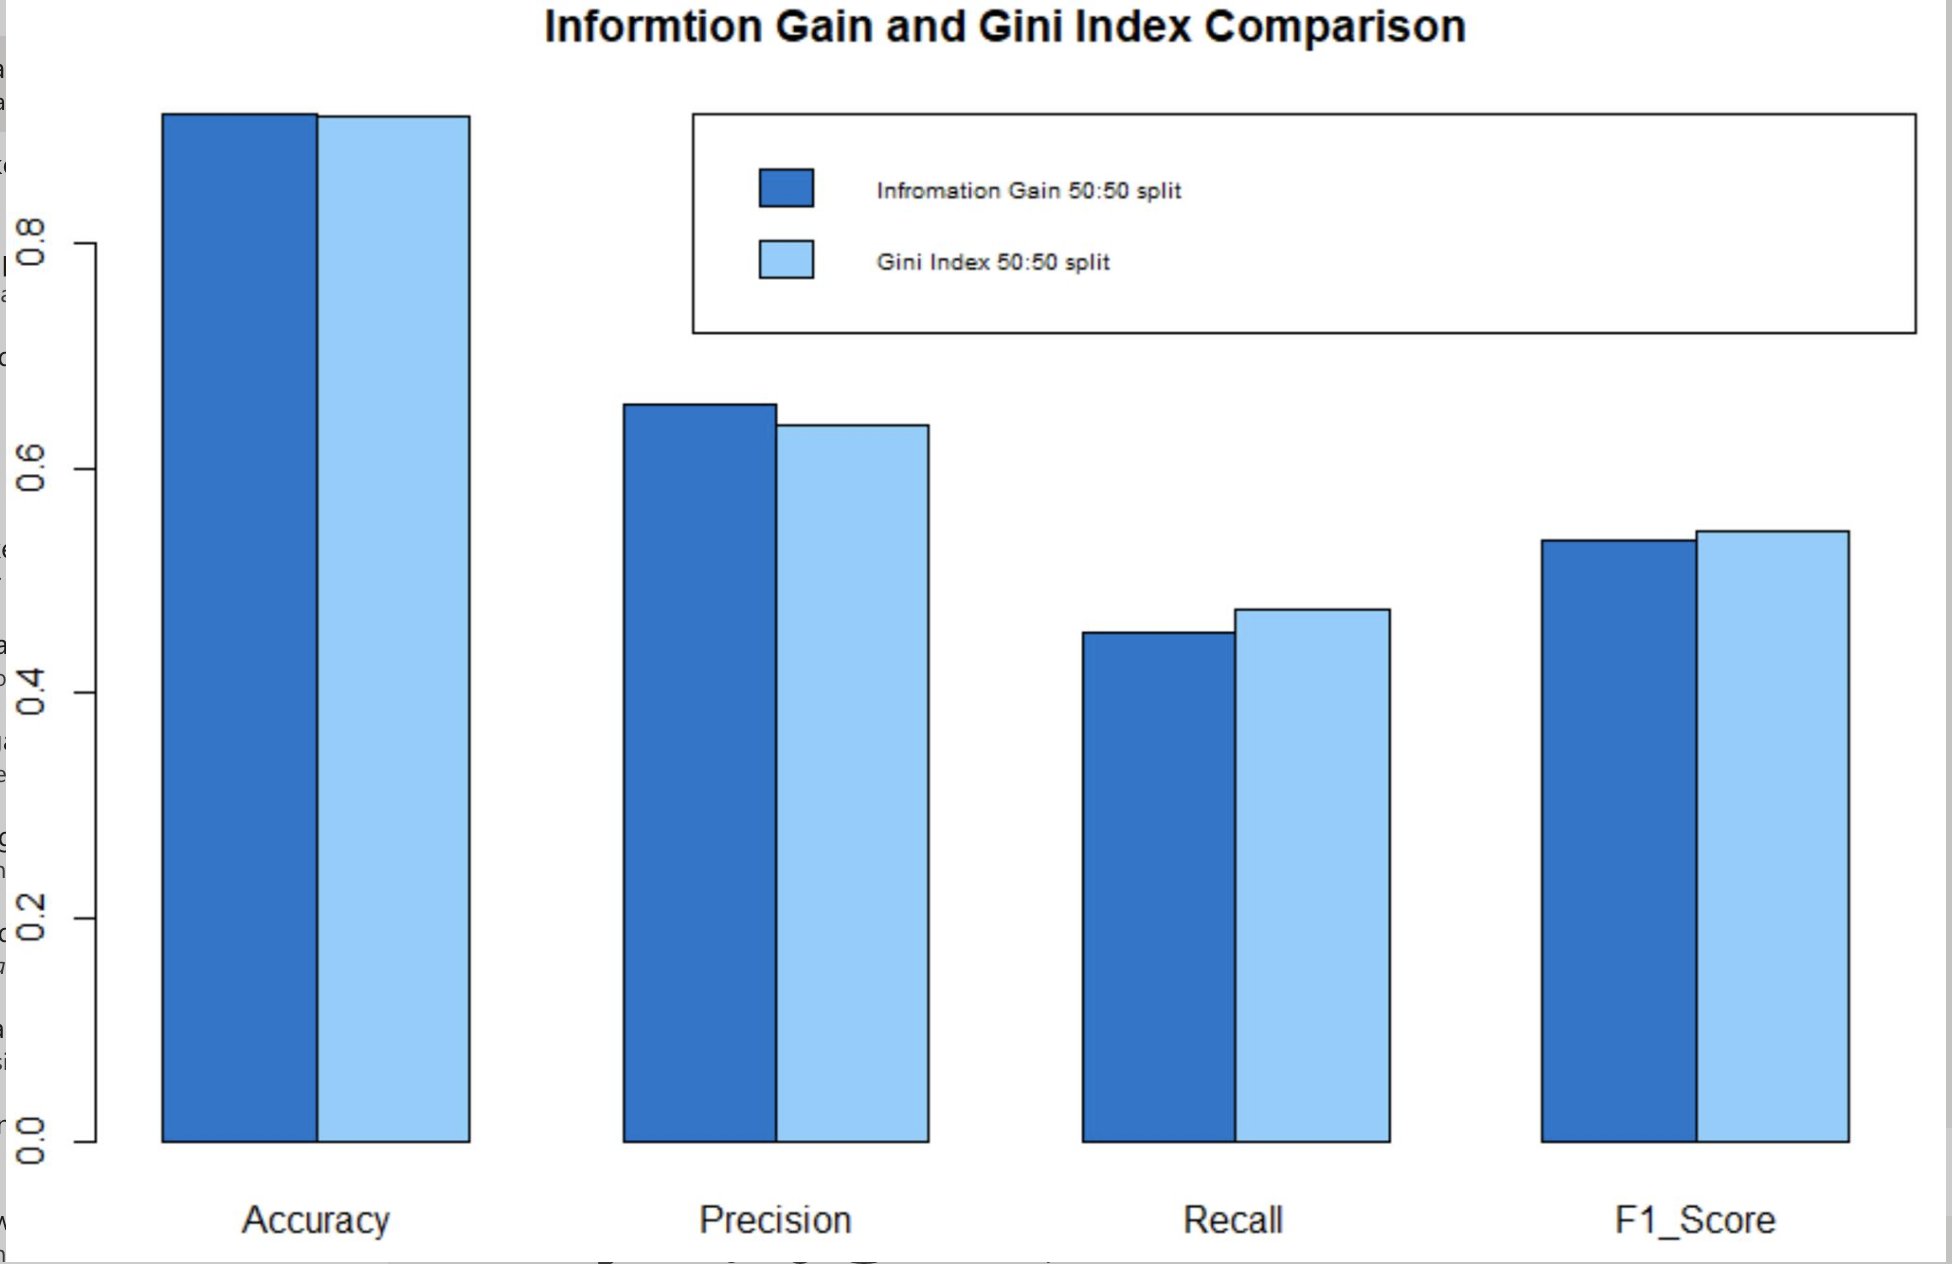 Informtion Gain and Gini Index Comparison
Infromation Gain 50:50 split
Gini Index 50:50 split
0.8
0.6
0.4
0.2
0.0
Accuracy Precision Recall F1_Score